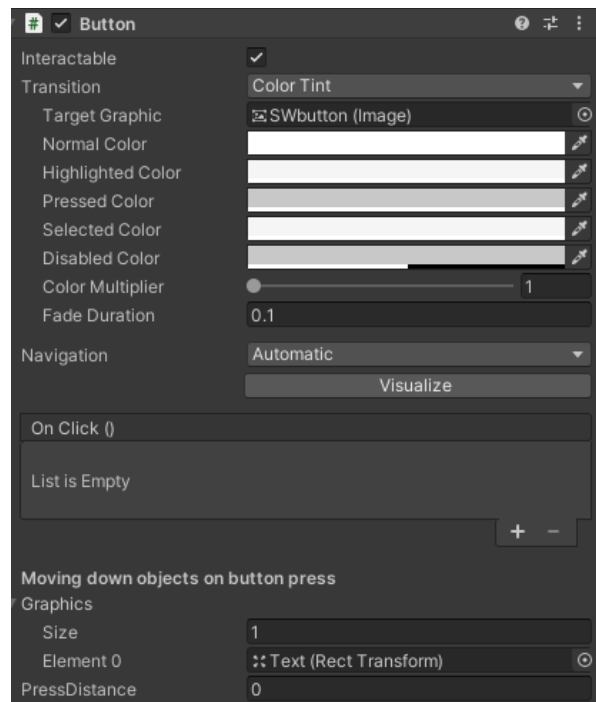 # Button
Interactable
Transition Color Tint
Target Graphic SWbutton (Image)
Normal Color
Highlighted Color
Pressed Color
Selected Color
Disabled Color
Color Multiplier 1
Fade Duration 0.1
Navigation Automatic
Visualize
On Click ()
List is Empty
+ −
Moving down objects on button press
Graphics
Size 1
Element 0 Text (Rect Transform)
PressDistance 0